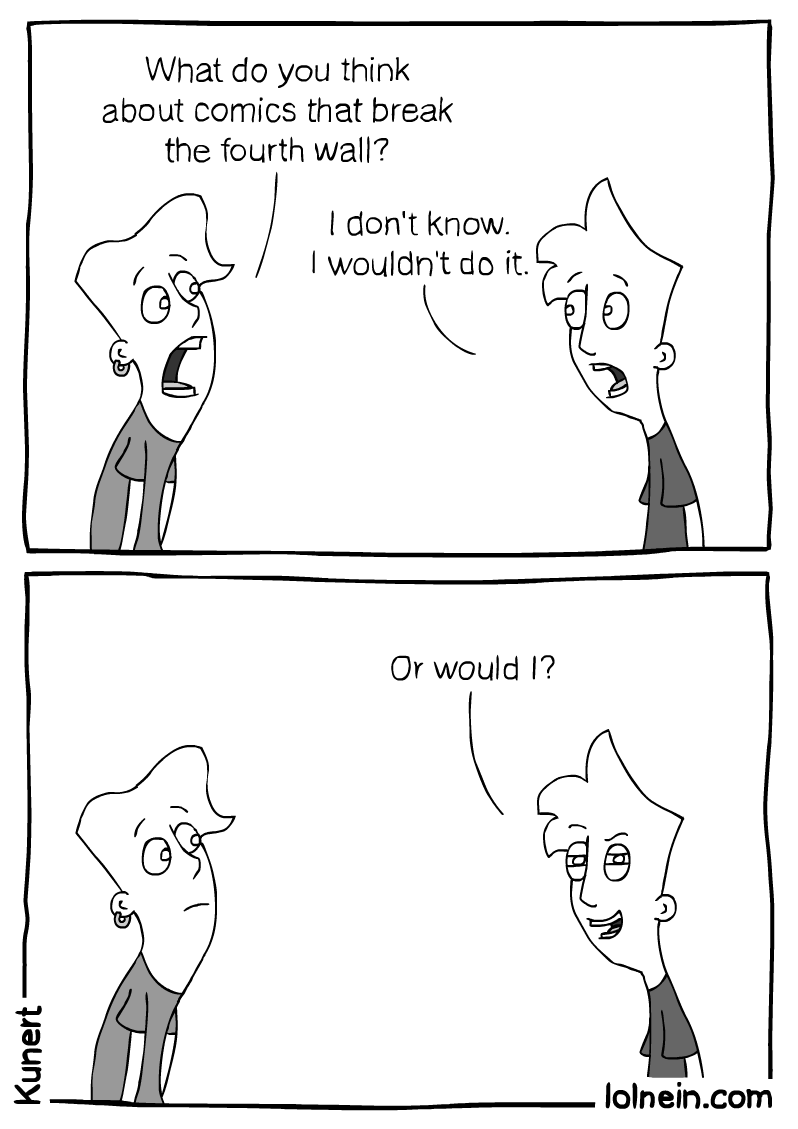 What do you think
about comics that break
the fourth wall?
I don't know.
I wouldn't do it.
Or would I?
Kunert
lolnein.com